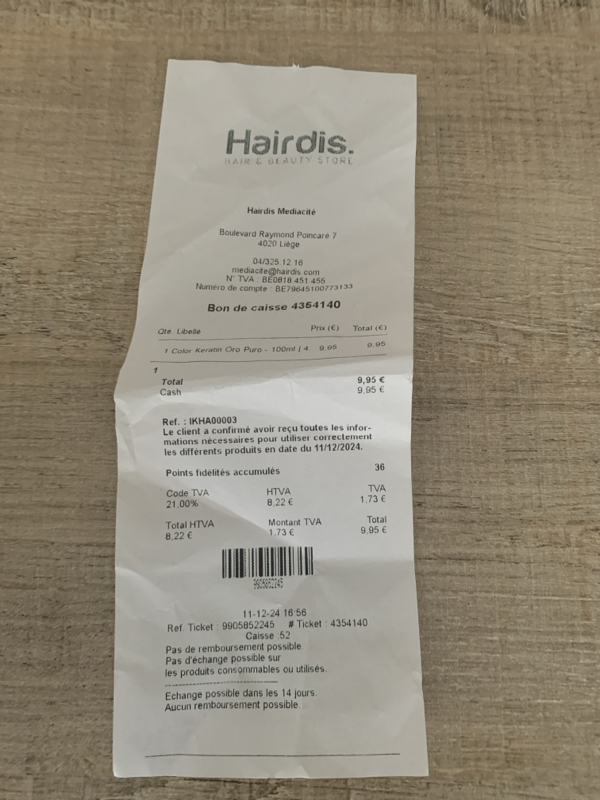 Hairdis.
HAIR & BEAUTY STORE
Hairdis Mediacité
Boulevard Raymond Poincaré 7
4020 Liège
04/325.12.16
mediacite@hairdis.com
N° TVA : BE0818.451.455
Numéro de compte : BE79645100773133
Bon de caisse 4354140
Qte Libellé Prix (€) Total (€)
1 Color Keratin Oro Puro - 100ml | 4. 9,95 9,95
1
Total 9,95 €
Cash 9,95 €
Ref. : IKHA00003
Le client a confirmé avoir reçu toutes les infor-
mations nécessaires pour utiliser correctement
les différents produits en date du 11/12/2024.
Points fidélités accumulés 36
Code TVA HTVA TVA
21.00% 8,22 € 1,73 €
Total HTVA Montant TVA Total
8,22 € 1,73 € 9,95 €
9905852245
11-12-24 16:56
Ref. Ticket : 9905852245 # Ticket : 4354140
Caisse :52
Pas de remboursement possible.
Pas d'échange possible sur
les produits consommables ou utilisés.
Echange possible dans les 14 jours.
Aucun remboursement possible.